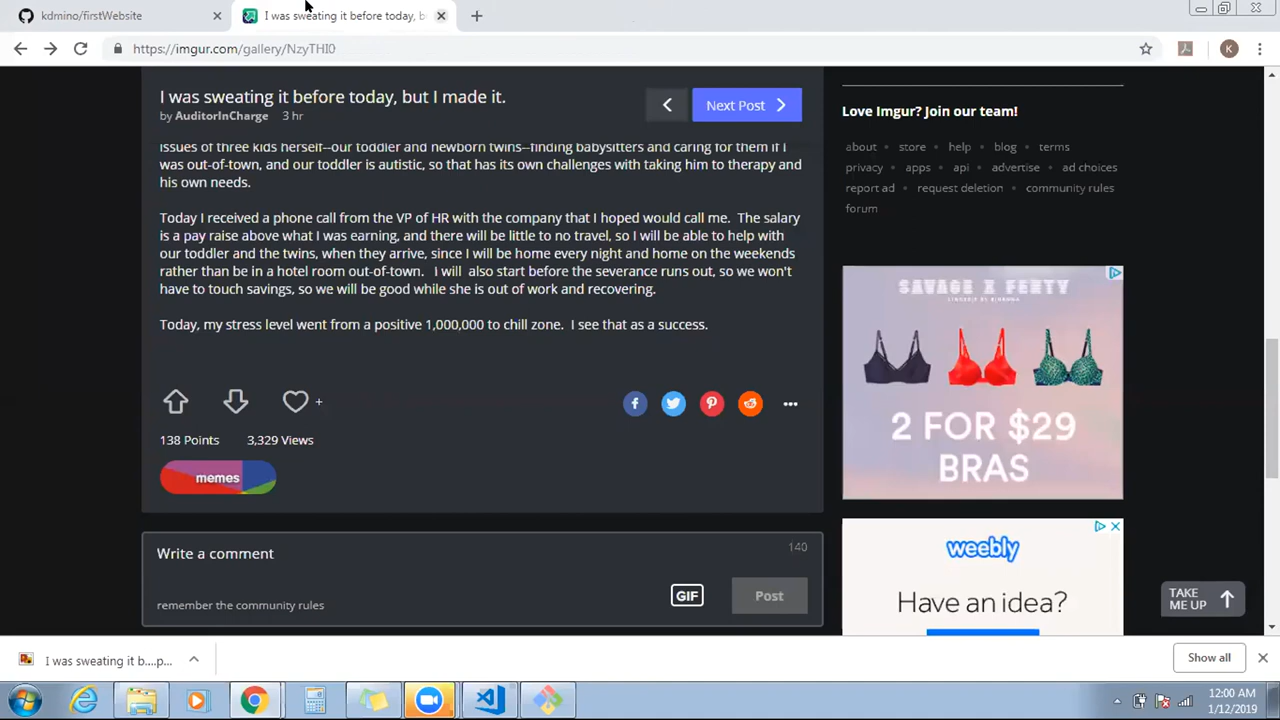 kdmino/firstWebsite
I was sweating it before today, b
https://imgur.com/gallery/NzyTHI0
K
I was sweating it before today, but I made it.
by AuditorInCharge 3 hr
Next Post
issues of three kids herself--our toddler and newborn twins--finding babysitters and caring for them if I
was out-of-town, and our toddler is autistic, so that has its own challenges with taking him to therapy and
his own needs.
Today I received a phone call from the VP of HR with the company that I hoped would call me. The salary
is a pay raise above what I was earning, and there will be little to no travel, so I will be able to help with
our toddler and the twins, when they arrive, since I will be home every night and home on the weekends
rather than be in a hotel room out-of-town. I will also start before the severance runs out, so we won't
have to touch savings, so we will be good while she is out of work and recovering.
Today, my stress level went from a positive 1,000,000 to chill zone. I see that as a success.
+
138 Points 3,329 Views
memes
Write a comment
140
remember the community rules
GIF
Post
Love Imgur? Join our team!
about • store • help • blog • terms
privacy • apps • api • advertise • ad choices
report ad • request deletion • community rules
forum
SAVAGE X FENTY
LINGERIE BY RIHANNA
2 FOR $29
BRAS
weebly
Have an idea?
TAKE
ME UP
I was sweating it b....p...
Show all
12:00 AM
1/12/2019